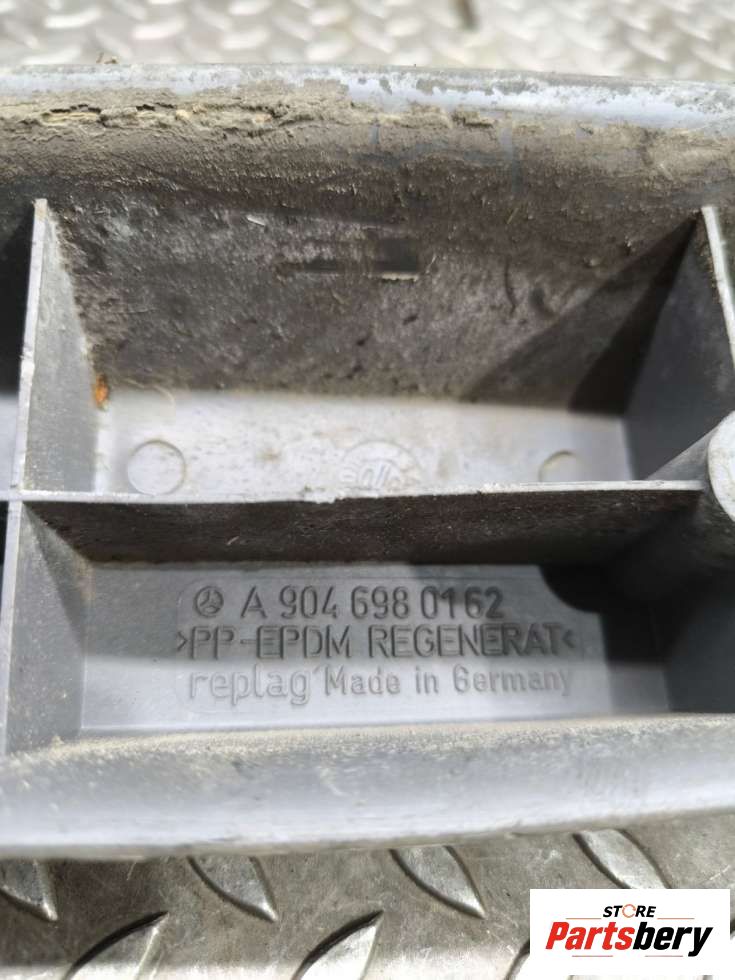 A 904 698 0162
>PP-EPDM REGENERAT<
replag Made in Germany
STORE
Partsbery